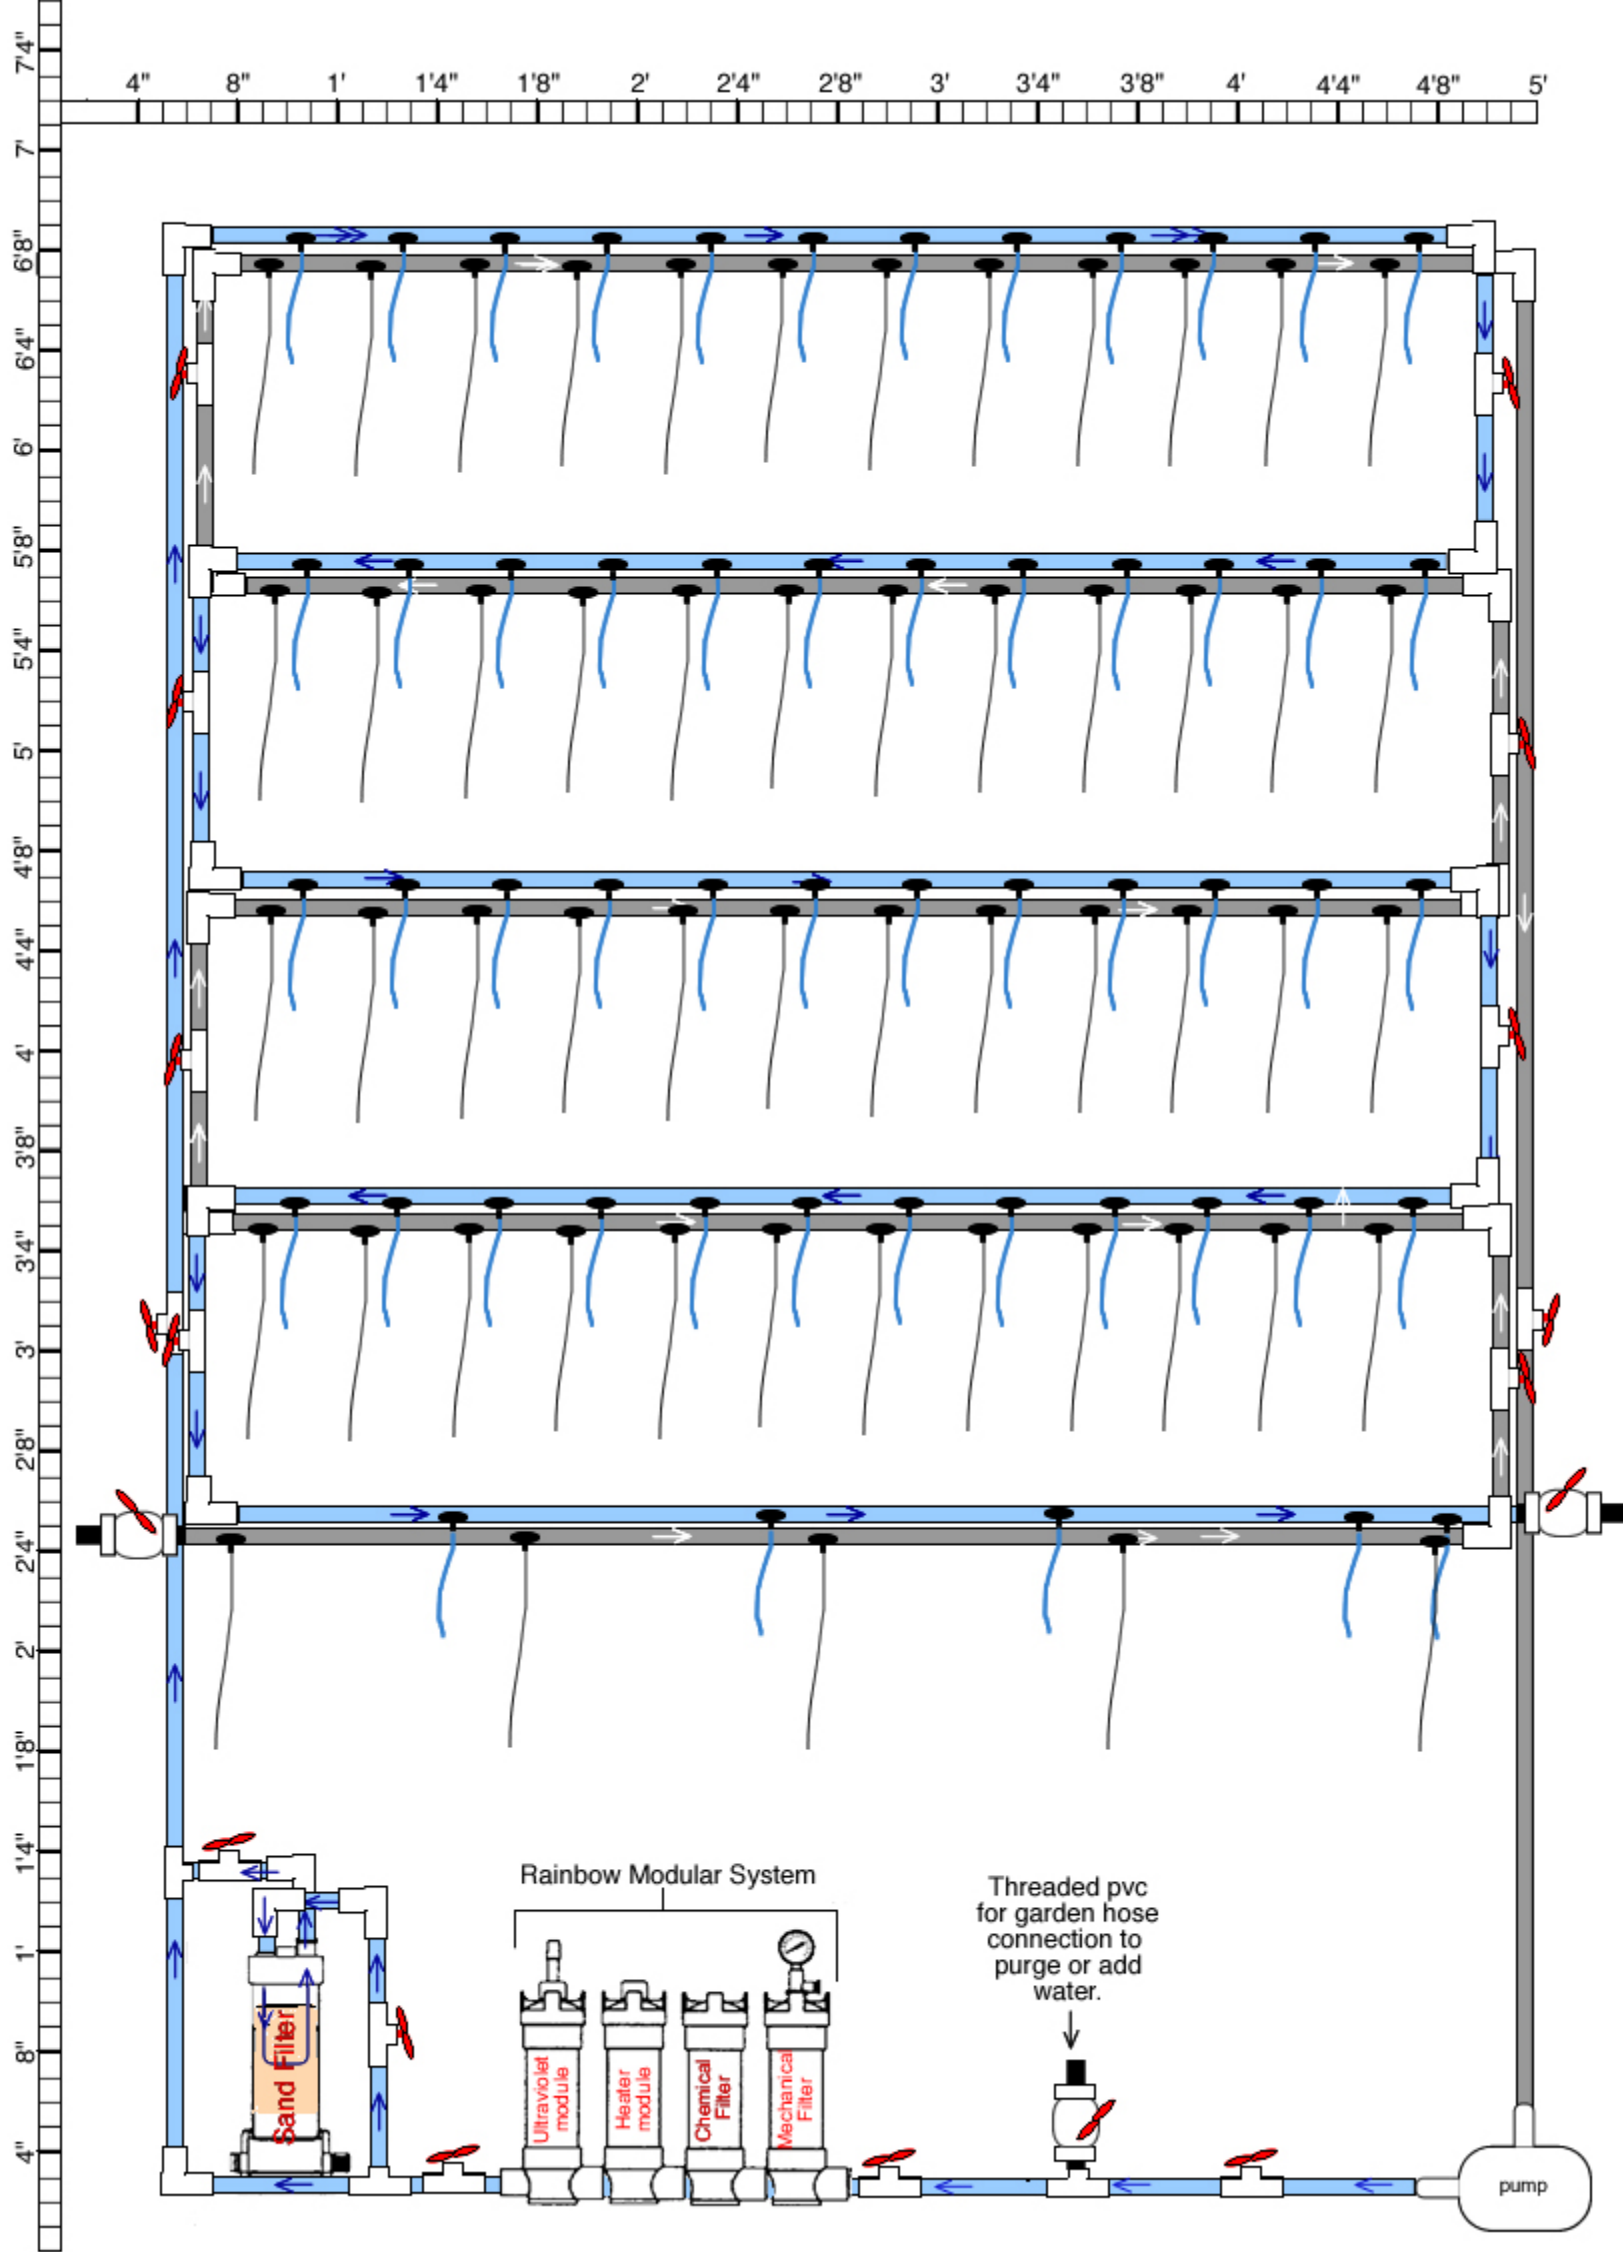 4" 8" 1' 1'4" 1'8" 2' 2'4" 2'8" 3' 3'4" 3'8" 4' 4'4" 4'8" 5'
7'4"
7'
6'8"
6'4"
6'
5'8"
5'4"
5'
4'8"
4'4"
4'
3'8"
3'4"
3'
2'8"
2'4"
2'
1'8"
1'4"
1'
8"
4"
Rainbow Modular System
Threaded pvc
for garden hose
connection to
purge or add
water.
Sand Filter
Ultraviolet
module
Heater
module
Chemical
Filter
Mechanical
Filter
pump